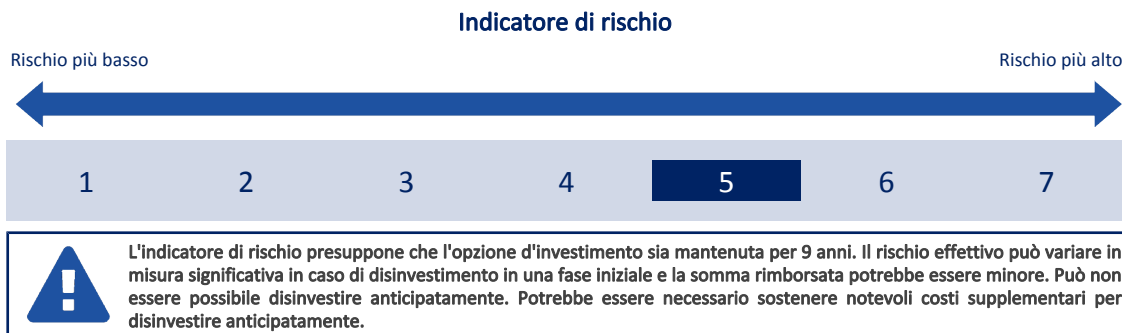 Indicatore di rischio
Rischio più basso
Rischio più alto
1 2 3 4 5 6 7
L'indicatore di rischio presuppone che l'opzione d'investimento sia mantenuta per 9 anni. Il rischio effettivo può variare in
misura significativa in caso di disinvestimento in una fase iniziale e la somma rimborsata potrebbe essere minore. Può non
essere possibile disinvestire anticipatamente. Potrebbe essere necessario sostenere notevoli costi supplementari per
disinvestire anticipatamente.